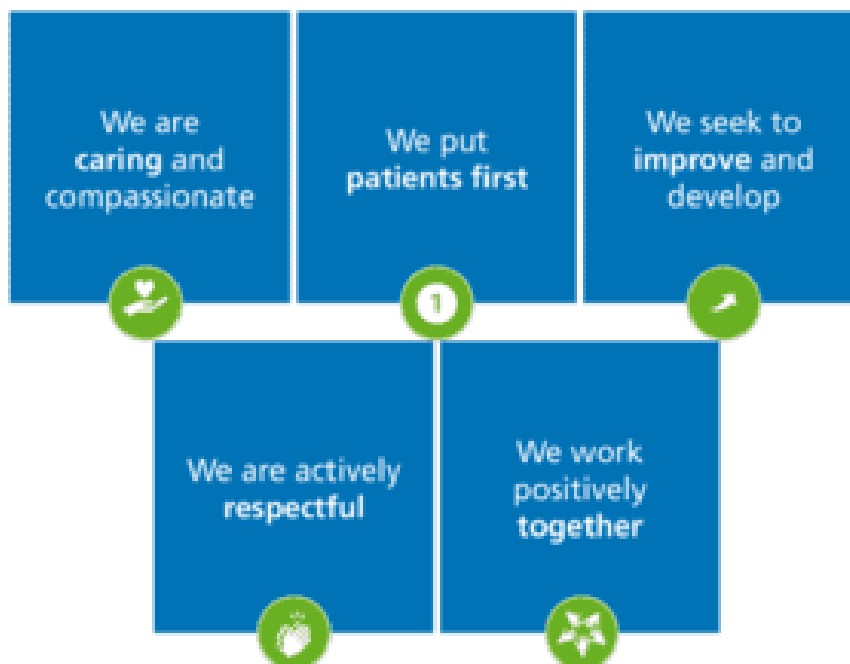 We are
caring and
compassionate
We put
patients first
We seek to
improve and
develop
1
We are actively
respectful
We work
positively
together